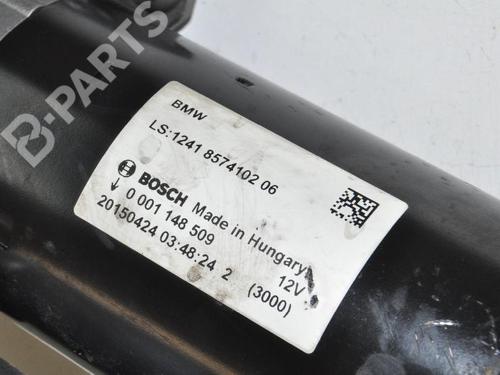 B-PARTS
BMW
LS:1241 8574102 06
BOSCH Made in Hungary
0 001 148 509 12V
20150424 03:48:24 2 (3000)